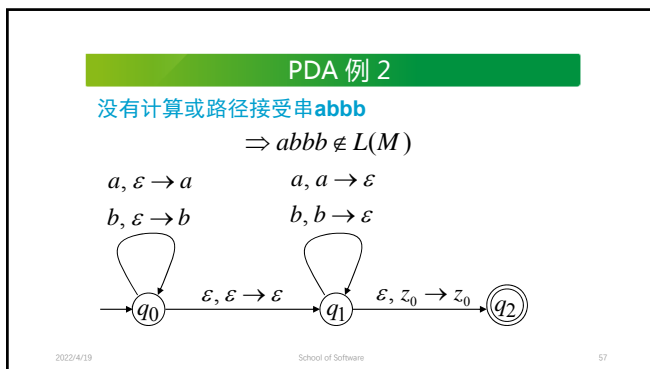 PDA 例 2
没有计算或路径接受串abbb
⇒ abbb ∉ L(M)
a, ε → a
a, a → ε
b, ε → b
b, b → ε
q₀
ε, ε → ε
q₁
ε, z₀ → z₀
q₂
2022/4/19
School of Software
57